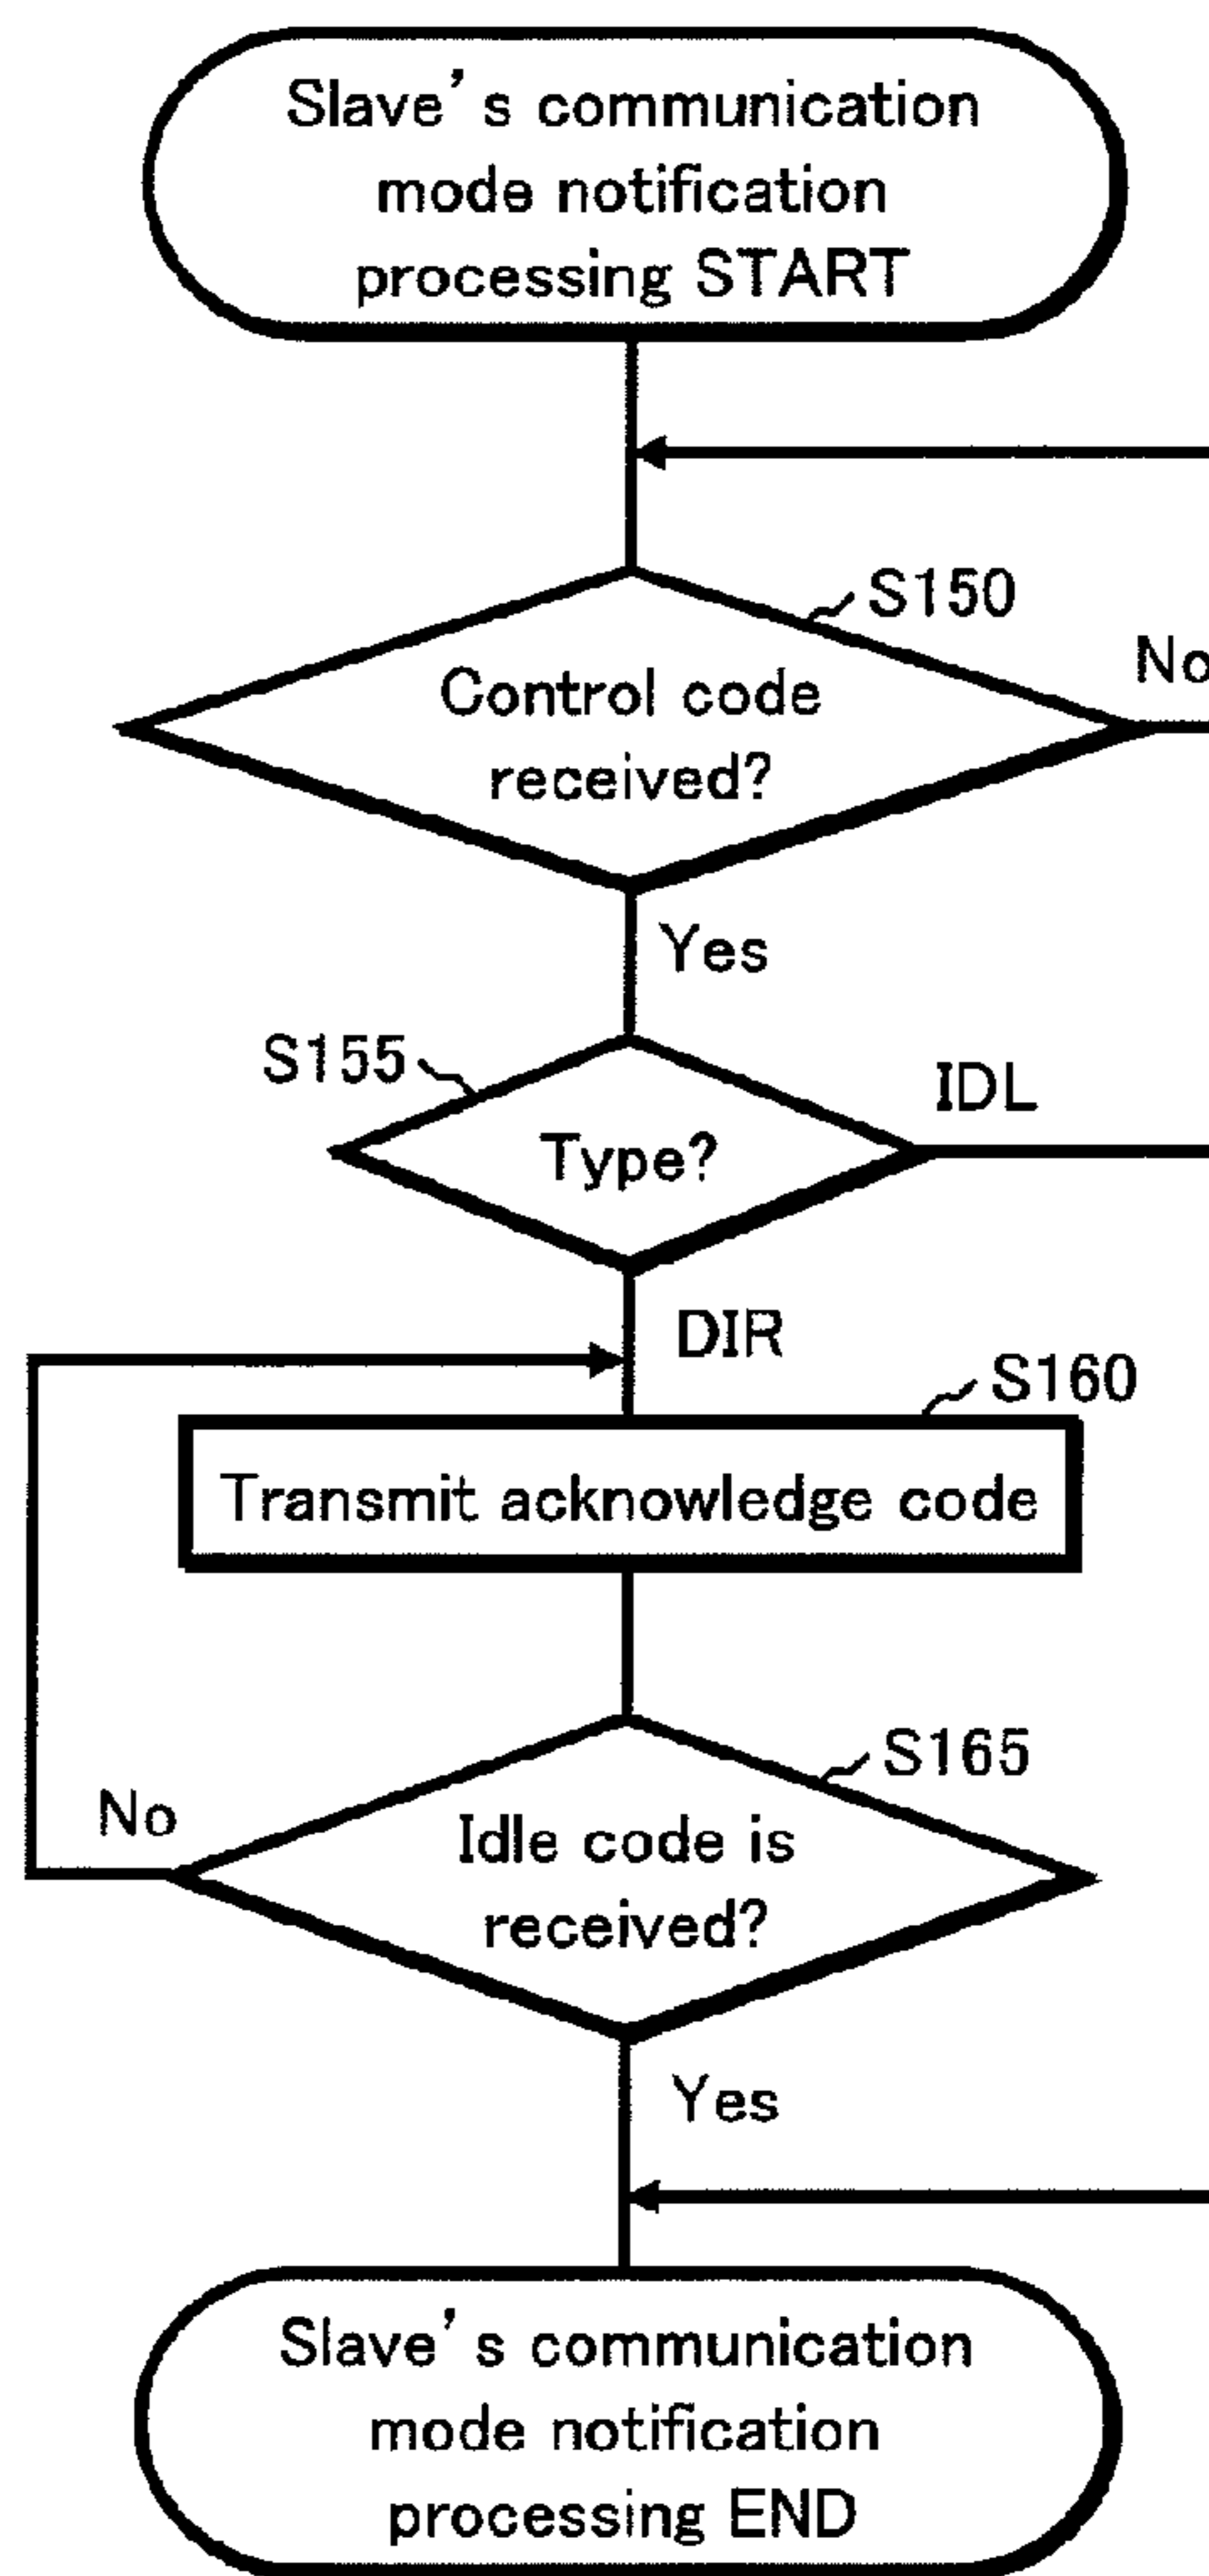 Slave's communication
mode notification
processing START
S150
Control code
received?
No
Yes
S155
Type?
IDL
DIR
S160
Transmit acknowledge code
S165
Idle code is
received?
No
Yes
Slave's communication
mode notification
processing END